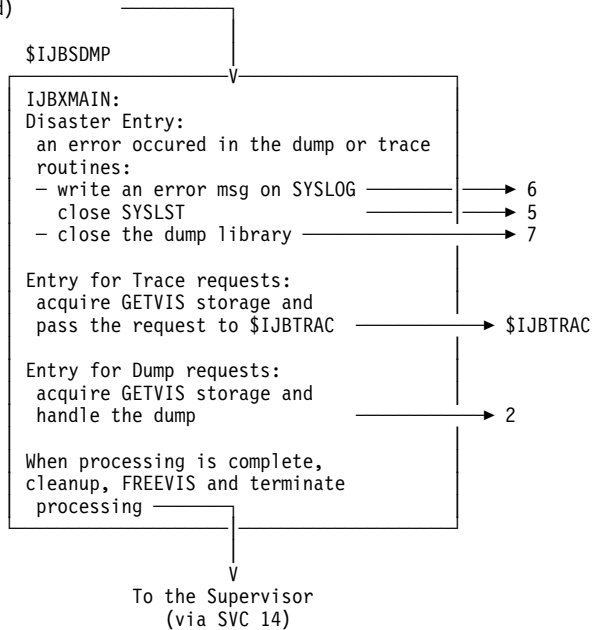 d)
$IJBSDMP
V
IJBXMAIN:
Disaster Entry:
an error occured in the dump or trace
routines:
– write an error msg on SYSLOG 6
close SYSLST 5
– close the dump library 7
Entry for Trace requests:
acquire GETVIS storage and
pass the request to $IJBTRAC $IJBTRAC
Entry for Dump requests:
acquire GETVIS storage and
handle the dump 2
When processing is complete,
cleanup, FREEVIS and terminate
processing
V
To the Supervisor
(via SVC 14)